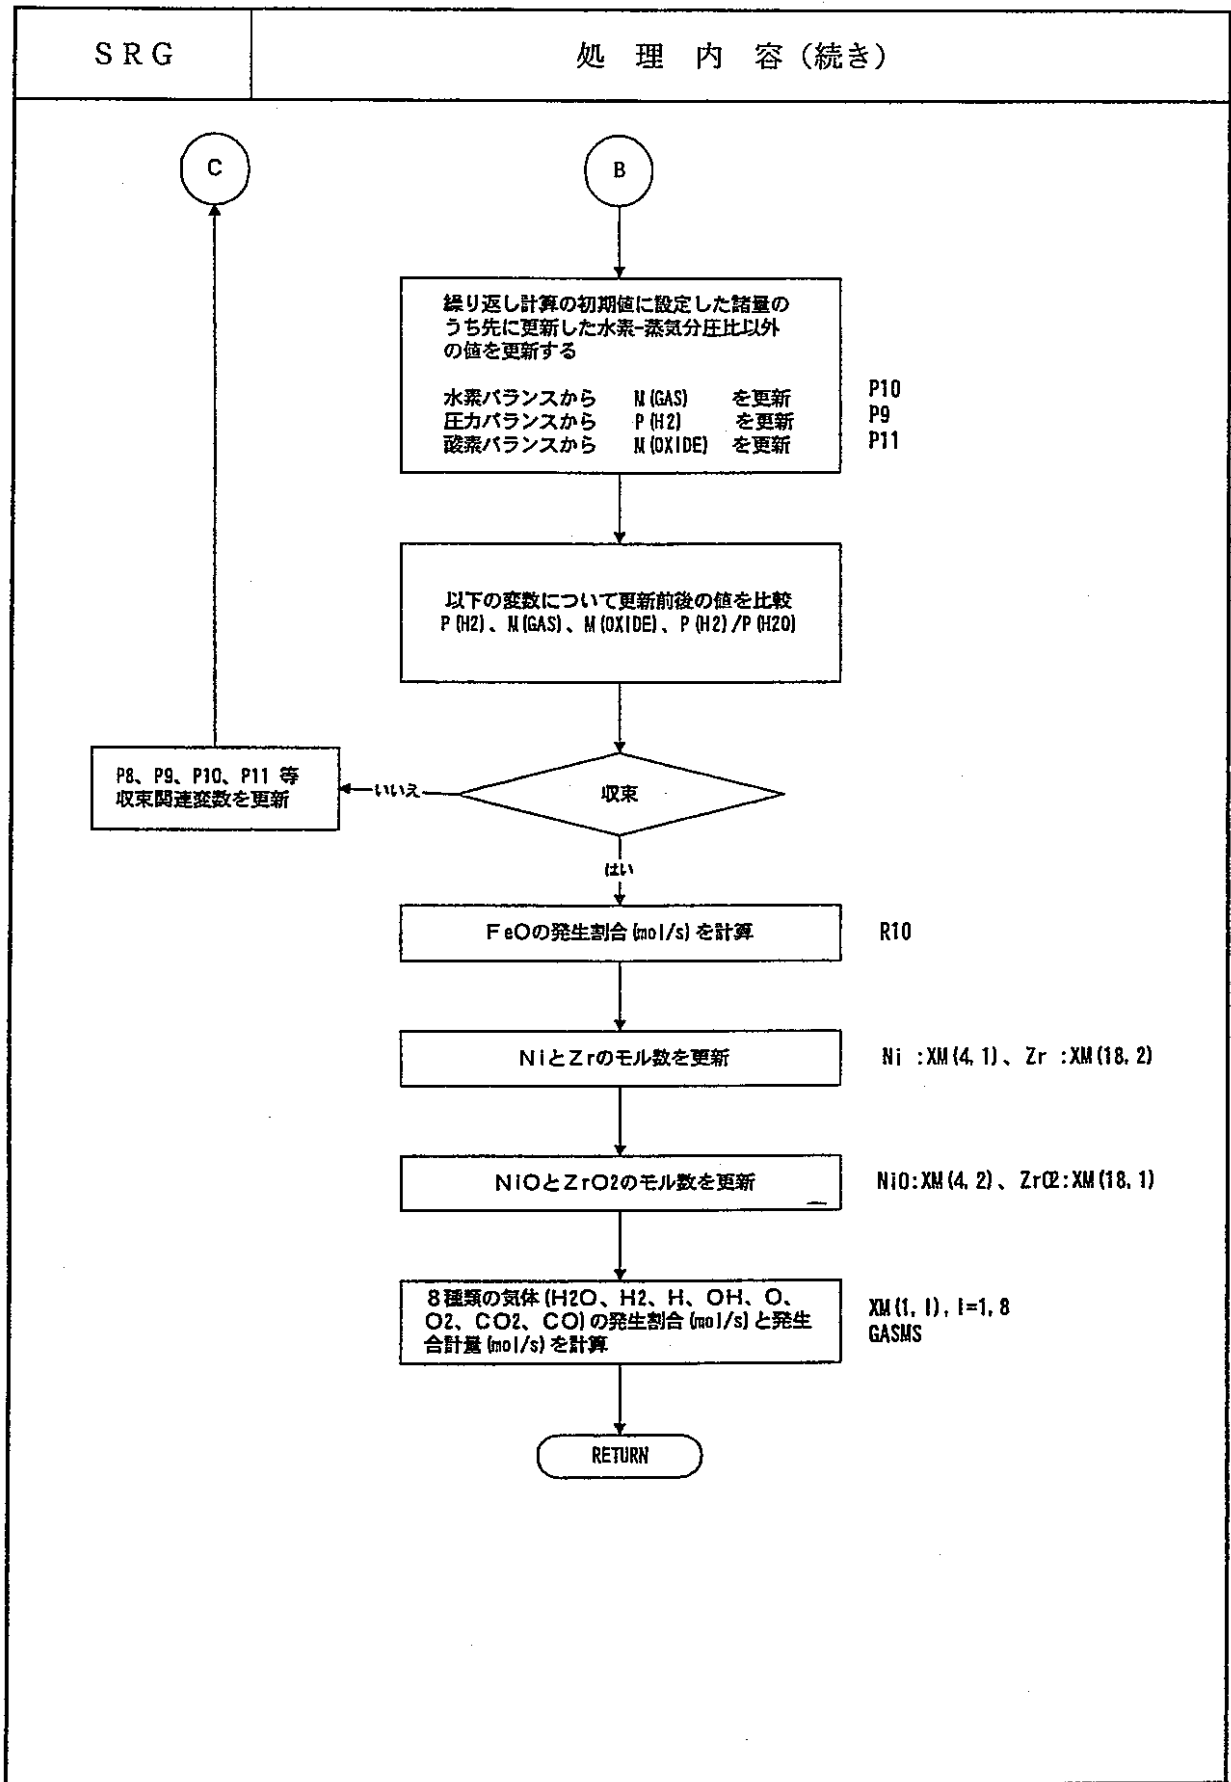 SRG
処理内容(続き)
C
B
繰り返し計算の初期値に設定した諸量の
うち先に更新した水素-蒸気分圧比以外
の値を更新する
水素バランスから M(GAS) を更新
P10
圧力バランスから P(H2) を更新
P9
酸素バランスから M(OXIDE) を更新
P11
以下の変数について更新前後の値を比較
P(H2)、M(GAS)、M(OXIDE)、P(H2)/P(H2O)
P8、P9、P10、P11 等
収束関連変数を更新
いいえ
収束
はい
FeOの発生割合(mol/s)を計算
R10
NiとZrのモル数を更新
Ni :XM(4,1)、Zr :XM(18,2)
NiOとZrO2のモル数を更新
NiO:XM(4,2)、ZrO2:XM(18,1)
8種類の気体(H2O、H2、H、OH、O、
O2、CO2、CO)の発生割合(mol/s)と発生
合計量(mol/s)を計算
XM(1,I),I=1,8
GASMS
RETURN